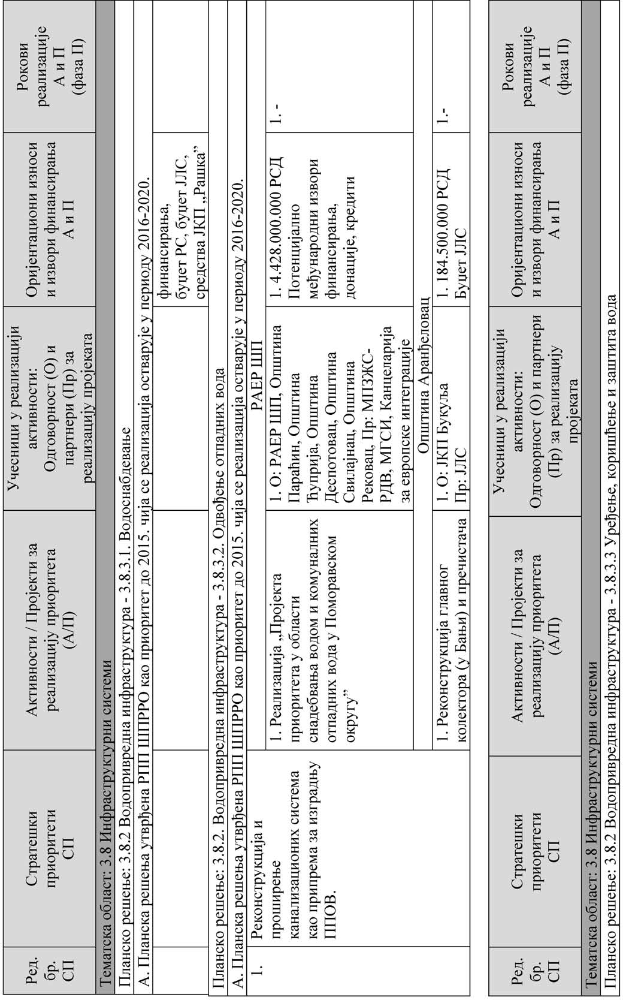 Ред.
бр.
СП
Стратешки
приоритети
СП
Активности / Пројекти за
реализацију приоритета
(А/П)
Учесници у реализацији
активности:
Одговорност (О) и
партнери (Пр) за
реализацију пројеката
Оријентациони износи
и извори финансирања
А и П
Рокови
реализације
А и П
(фаза П)
Тематска област: 3.8 Инфраструктурни системи
Планско решење: 3.8.2 Водопривредна инфраструктура - 3.8.3.1. Водоснабдевање
А. Планска решења утврђена РПП ШПРРО као приоритет до 2015. чија се реализација остварује у периоду 2016-2020.
финансирања,
буџет РС, буџет ЈЛС,
средства ЈКП „Рашка”
Планско решење: 3.8.2. Водопривредна инфраструктура - 3.8.3.2. Одвођење отпадних вода
А. Планска решења утврђена РПП ШПРРО као приоритет до 2015. чија се реализација остварује у периоду 2016-2020.
1.
Реконструкција и
проширење
канализационих система
као припрема за изградњу
ППОВ.
РАЕР ШП
1. Реализација „Пројекта
приоритета у области
снадебвања водом и комуналних
отпадних вода у Поморавском
округу”
1. О: РАЕР ШП, Општина
Параћин, Општина
Ћуприја, Општина
Деспотовац, Општина
Свилајнац, Општина
Рековац, Пр: МПЗЖС-
РДВ, МГСИ, Канцеларија
за европске интеграције
1. 4.428.000.000 РСД
Потенцијално
међународни извори
финансирања,
донације, кредити
1. -
Општина Аранђеловац
1. Реконструкција главног
колектора (у Бањи) и пречистача
1. О: ЈКП Букуља
Пр: ЈЛС
1. 184.500.000 РСД
Буџет ЈЛС
1.-
Ред.
бр.
СП
Стратешки
приоритети
СП
Активности / Пројекти за
реализацију приоритета
(А/П)
Учесници у реализацији
активности:
Одговорност (О) и партнери
(Пр) за реализацију
пројеката
Оријентациони износи
и извори финансирања
А и П
Рокови
реализације
А и П
(фаза П)
Тематска област: 3.8 Инфраструктурни системи
Планско решење: 3.8.2 Водопривредна инфраструктура - 3.8.3.3 Уређење, коришћење и заштита вода